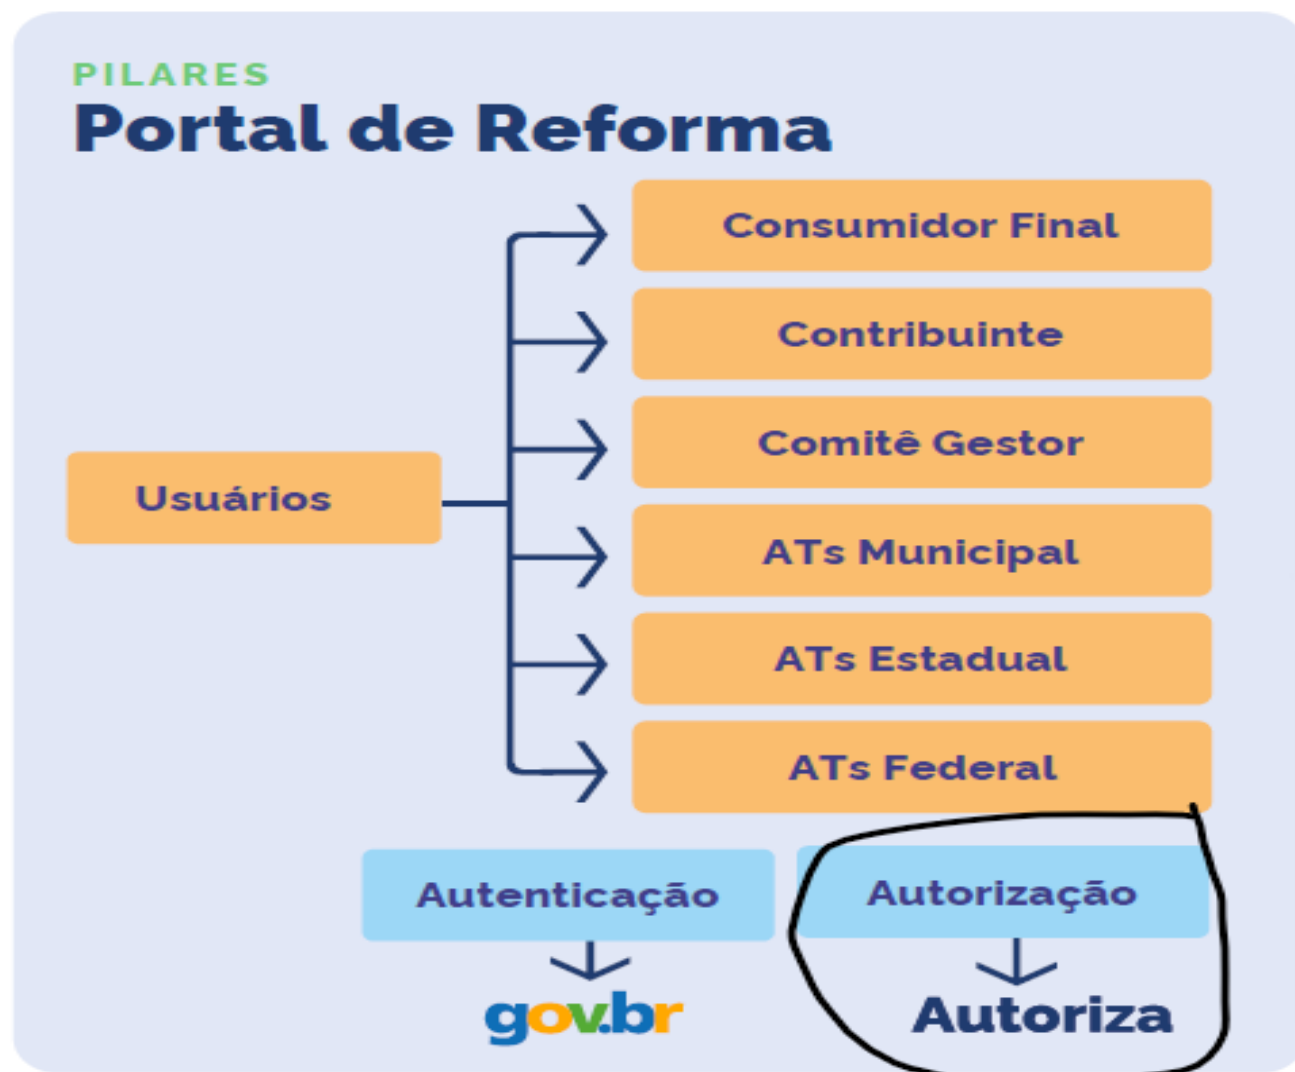 PILARES
Portal de Reforma
Consumidor Final
Contribuinte
Comitê Gestor
Usuários
ATs Municipal
ATs Estadual
ATs Federal
Autenticação
Autorização
gov.br
Autoriza